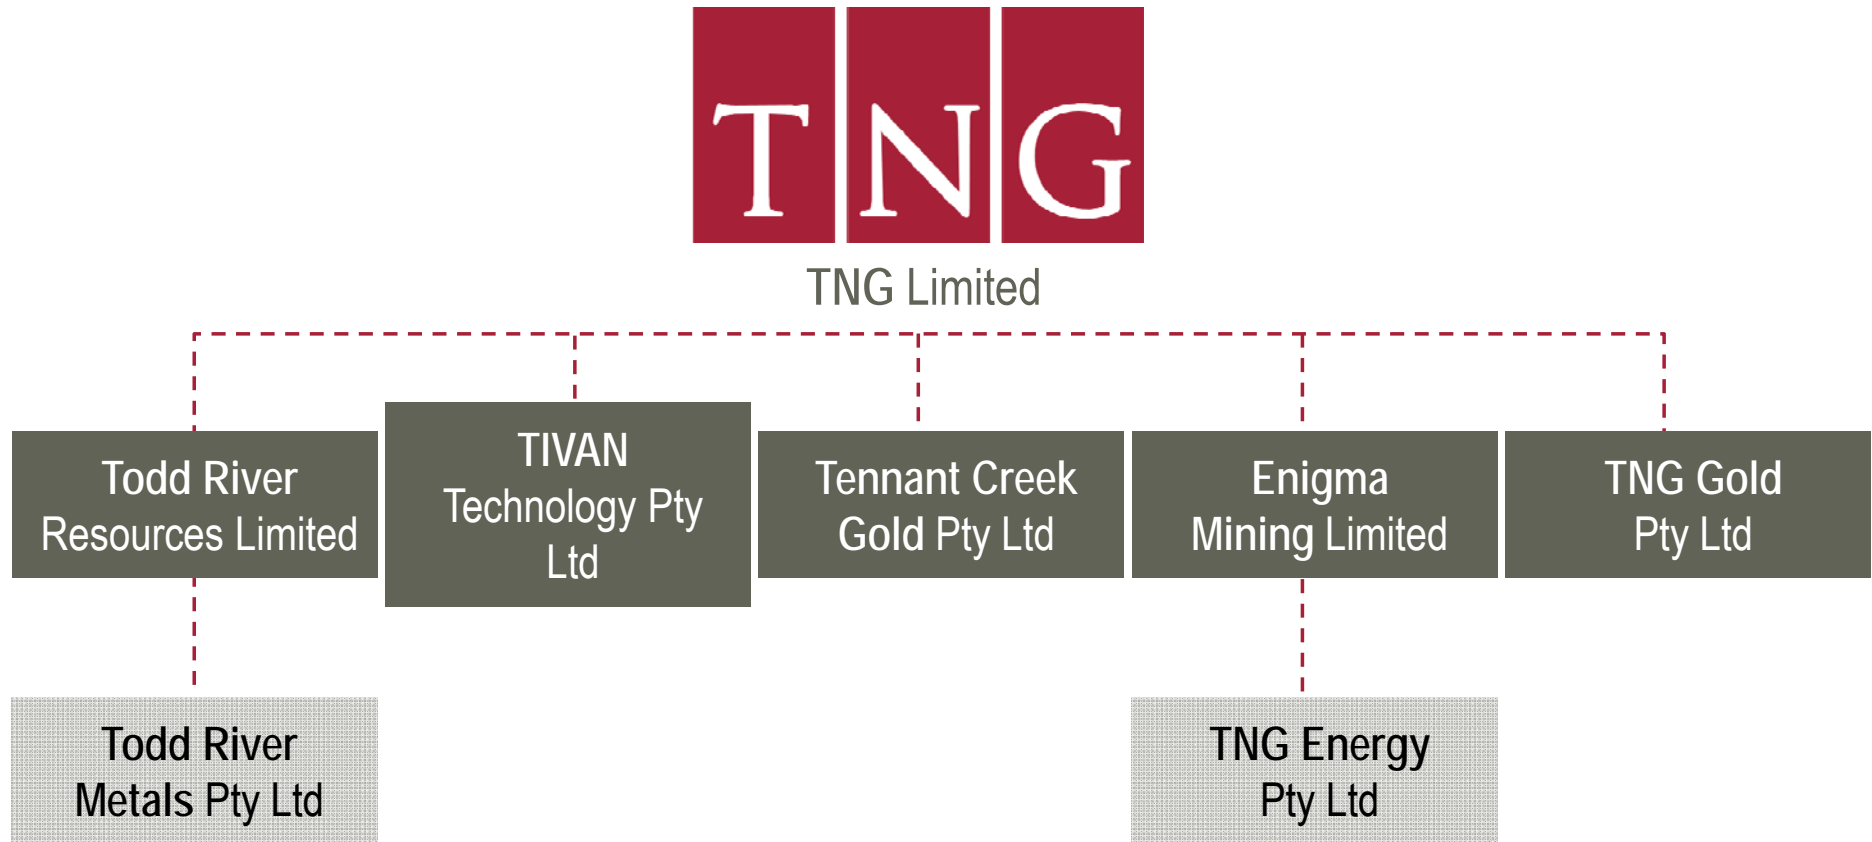 TNG
TNG Limited
Todd River
Resources Limited
TIVAN
Technology Pty
Ltd
Tennant Creek
Gold Pty Ltd
Enigma
Mining Limited
TNG Gold
Pty Ltd
Todd River
Metals Pty Ltd
TNG Energy
Pty Ltd